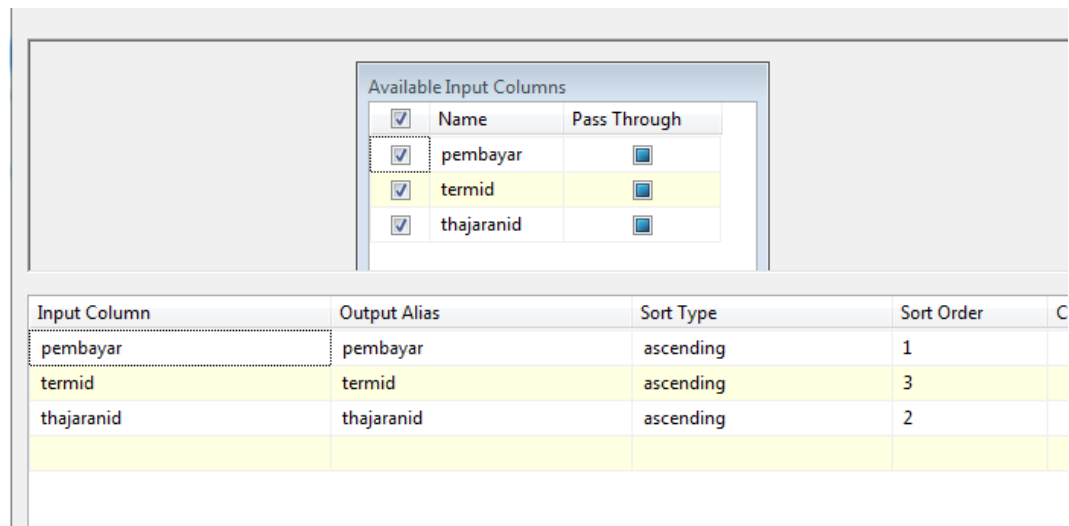 Available Input Columns
Name Pass Through
pembayar
termid
thajaranid
Input Column Output Alias Sort Type Sort Order C
pembayar pembayar ascending 1
termid termid ascending 3
thajaranid thajaranid ascending 2